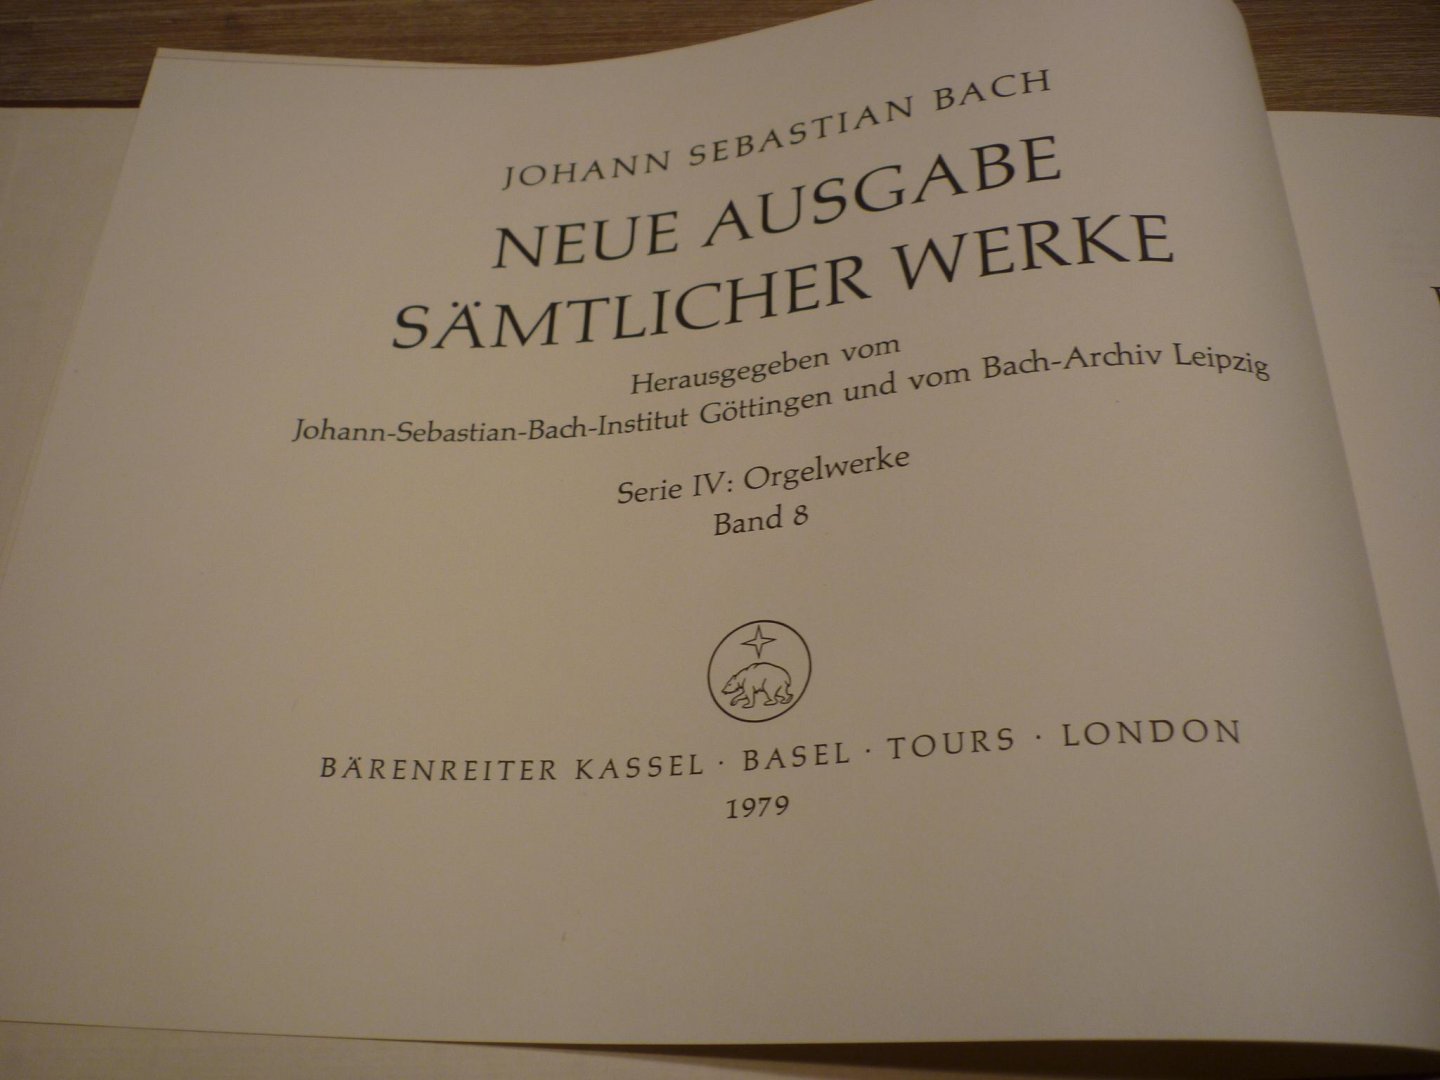 JOHANN SEBASTIAN BACH
NEUE AUSGABE
SÄMTLICHER WERKE
Herausgegeben vom
Johann-Sebastian-Bach-Institut Göttingen und vom Bach-Archiv Leipzig
Serie IV: Orgelwerke
Band 8
BÄRENREITER KASSEL · BASEL · TOURS · LONDON
1979